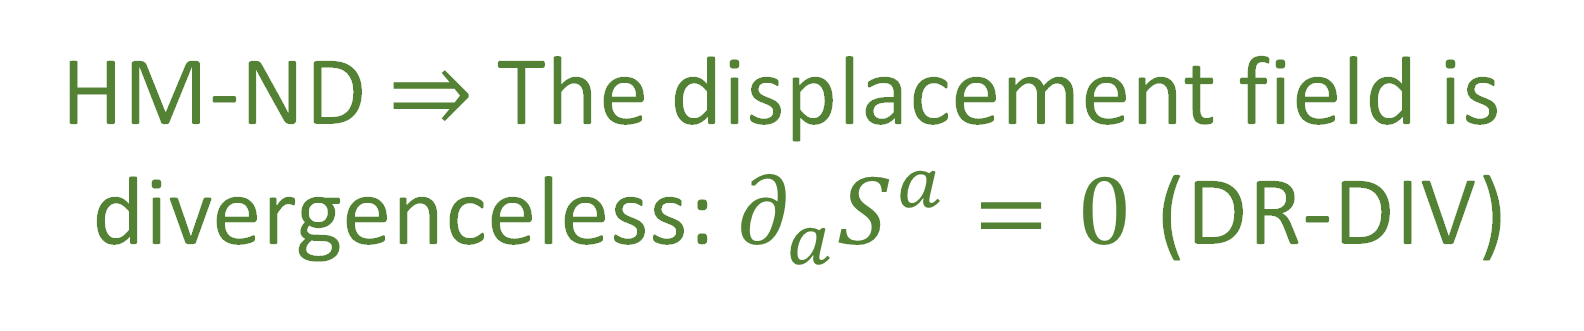 HM-ND ⇒ The displacement field is
divergenceless: ∂ₐSᵃ = 0 (DR-DIV)